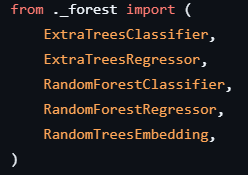 from ._forest import (
    ExtraTreesClassifier,
    ExtraTreesRegressor,
    RandomForestClassifier,
    RandomForestRegressor,
    RandomTreesEmbedding,
)